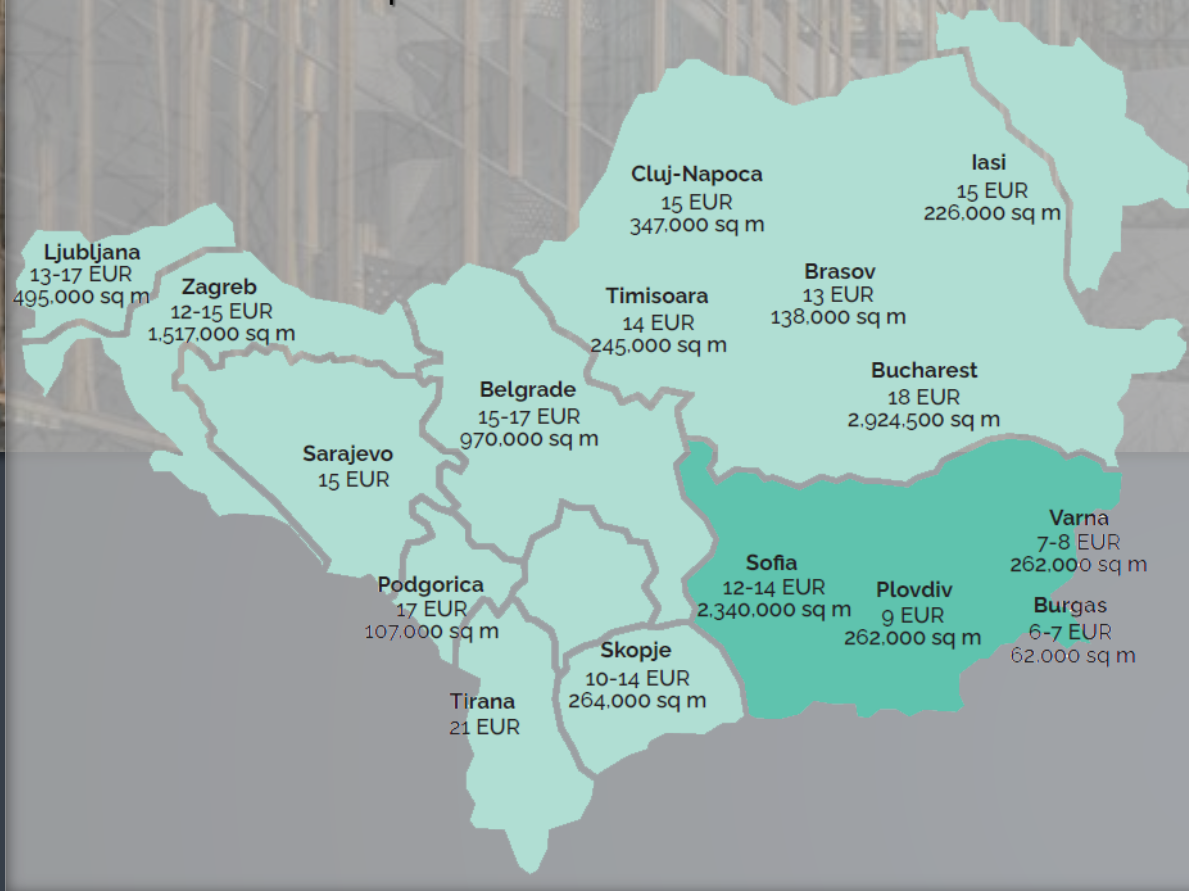 Cluj-Napoca
15 EUR
347.000 sq m
Iasi
15 EUR
226.000 sq m
Ljubljana
13-17 EUR
495.000 sq m
Zagreb
12-15 EUR
1.517.000 sq m
Timisoara
14 EUR
245.000 sq m
Brasov
13 EUR
138.000 sq m
Belgrade
15-17 EUR
970.000 sq m
Bucharest
18 EUR
2.924.500 sq m
Sarajevo
15 EUR
Podgorica
17 EUR
107.000 sq m
Sofia
12-14 EUR
2.340.000 sq m
Plovdiv
9 EUR
262.000 sq m
Varna
7-8 EUR
262.000 sq m
Burgas
6-7 EUR
62.000 sq m
Skopje
10-14 EUR
264.000 sq m
Tirana
21 EUR